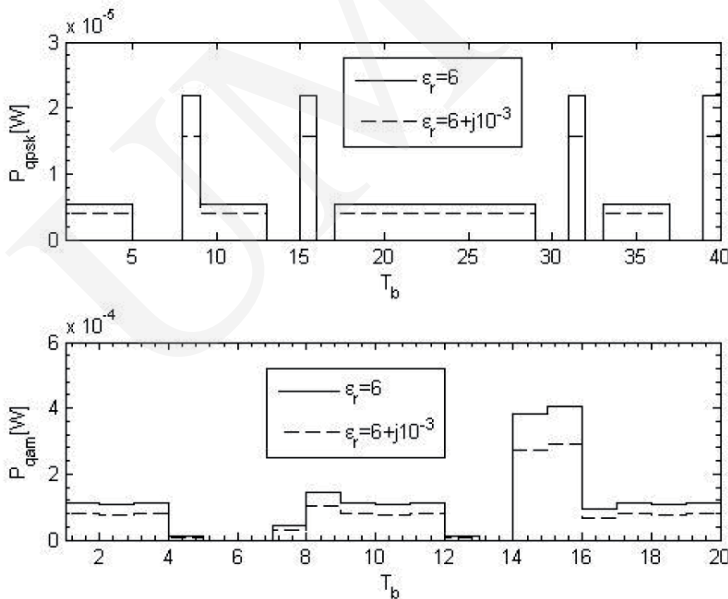 x 10⁻⁵
3
2
1
0
P_qpsk[W]
ε_r=6
ε_r=6+j10⁻³
5 10 15 20 25 30 35 40
T_b
x 10⁻⁴
6
4
2
0
P_qam[W]
ε_r=6
ε_r=6+j10⁻³
2 4 6 8 10 12 14 16 18 20
T_b
UM